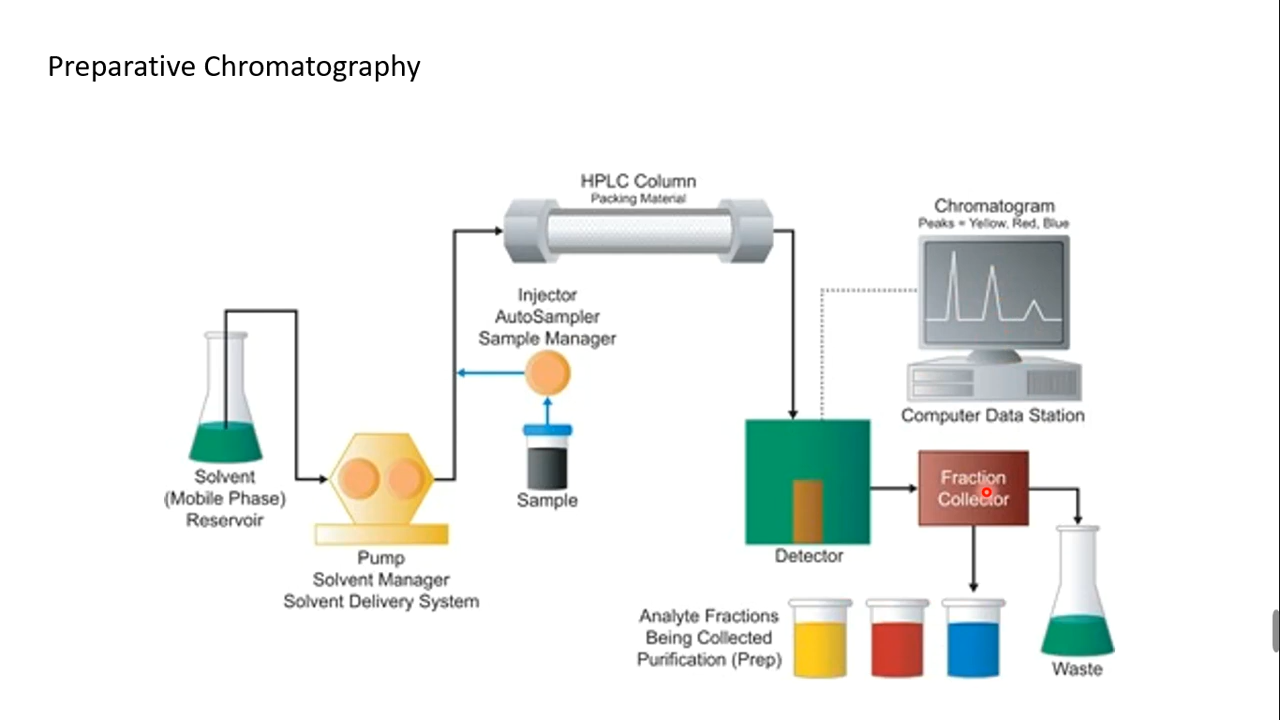 Preparative Chromatography
HPLC Column
Packing Material
Chromatogram
Peaks = Yellow, Red, Blue
Injector
AutoSampler
Sample Manager
Computer Data Station
Solvent
(Mobile Phase)
Reservoir
Sample
Fraction
Collector
Pump
Solvent Manager
Solvent Delivery System
Detector
Analyte Fractions
Being Collected
Purification (Prep)
Waste